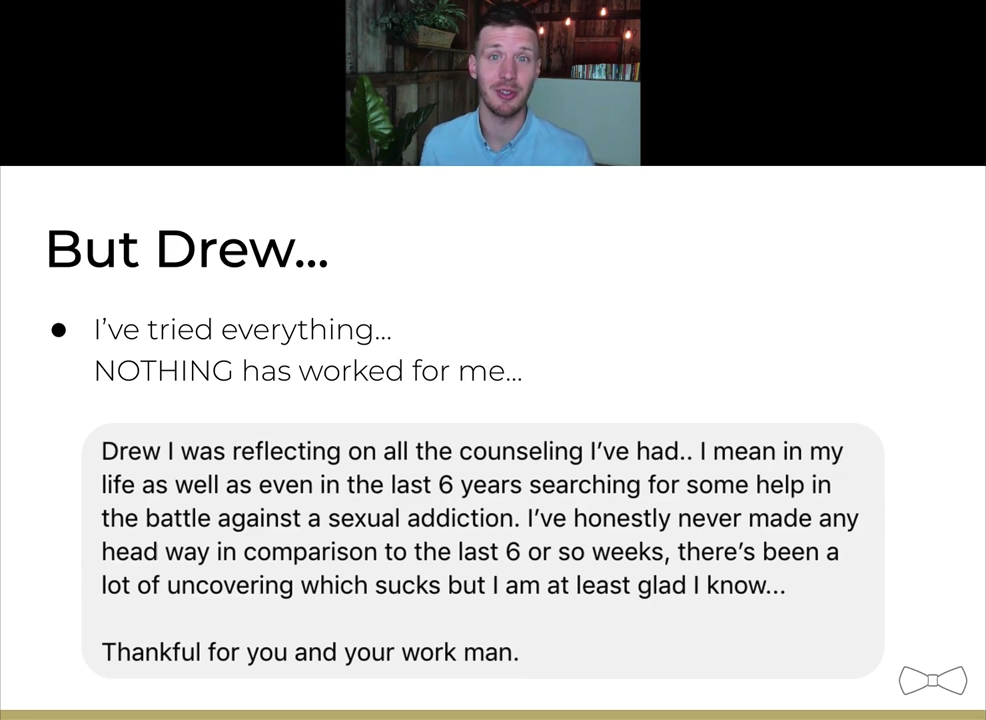 But Drew...
● I've tried everything...
NOTHING has worked for me...
Drew I was reflecting on all the counseling I've had.. I mean in my
life as well as even in the last 6 years searching for some help in
the battle against a sexual addiction. I've honestly never made any
head way in comparison to the last 6 or so weeks, there's been a
lot of uncovering which sucks but I am at least glad I know...
Thankful for you and your work man.